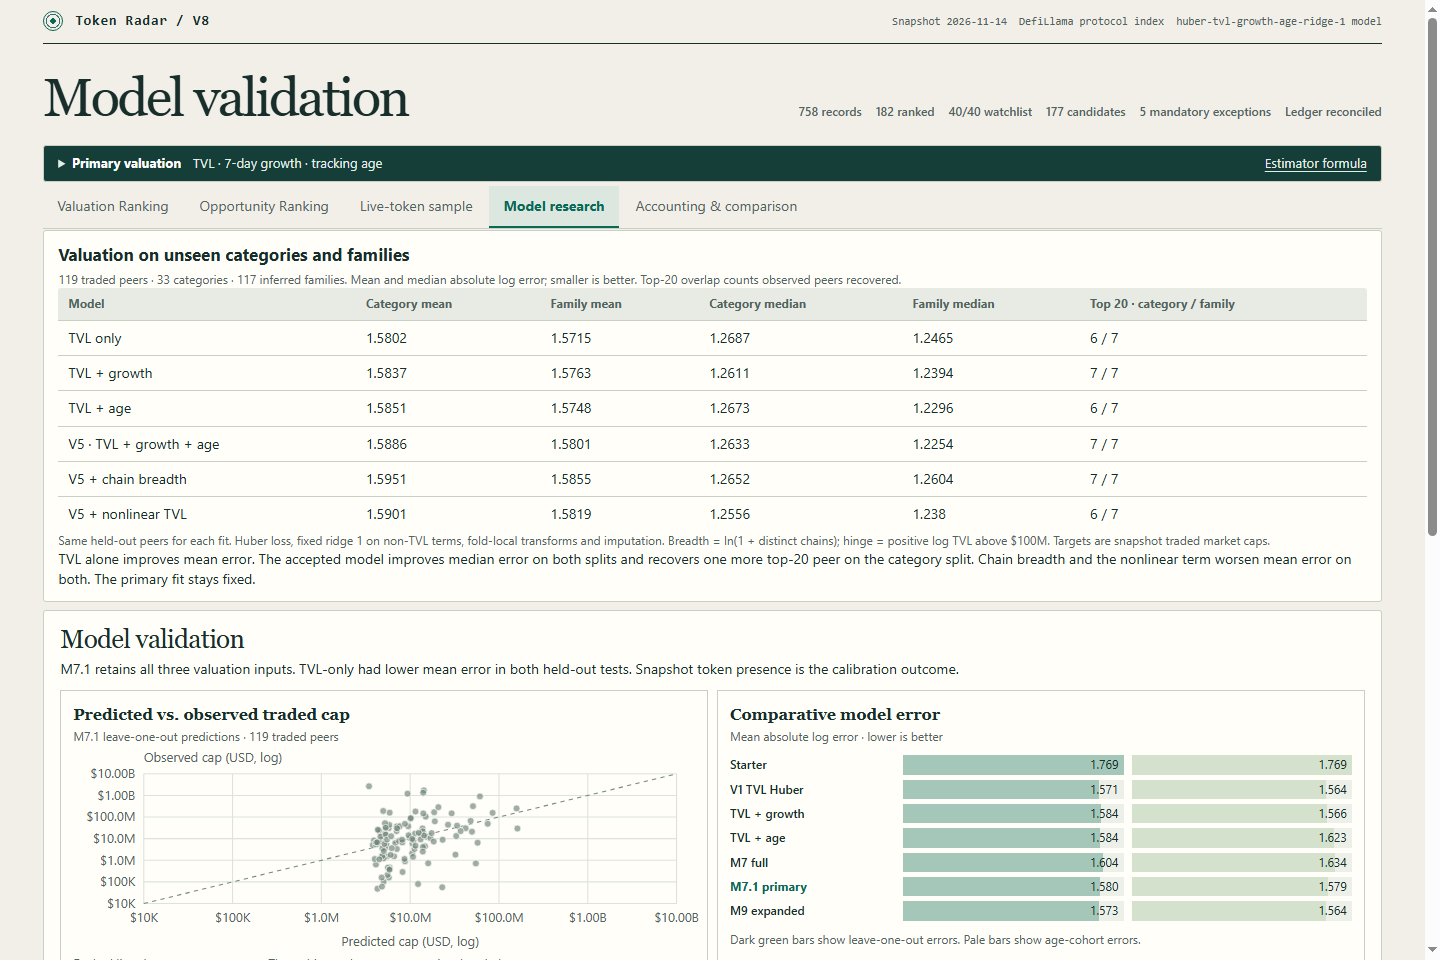 Token Radar / V8
Snapshot 2026-11-14 DefiLlama protocol index huber-tvl-growth-age-ridge-1 model
Model validation
758 records 182 ranked 40/40 watchlist 177 candidates 5 mandatory exceptions Ledger reconciled
Primary valuation TVL · 7-day growth · tracking age Estimator formula
Valuation Ranking Opportunity Ranking Live-token sample Model research Accounting & comparison
Valuation on unseen categories and families
119 traded peers · 33 categories · 117 inferred families. Mean and median absolute log error; smaller is better. Top-20 overlap counts observed peers recovered.
Model Category mean Family mean Category median Family median Top 20 · category / family
TVL only 1.5802 1.5715 1.2687 1.2465 6 / 7
TVL + growth 1.5837 1.5763 1.2611 1.2394 7 / 7
TVL + age 1.5851 1.5748 1.2673 1.2296 6 / 7
V5 · TVL + growth + age 1.5886 1.5801 1.2633 1.2254 7 / 7
V5 + chain breadth 1.5951 1.5855 1.2652 1.2604 7 / 7
V5 + nonlinear TVL 1.5901 1.5819 1.2556 1.238 6 / 7
Same held-out peers for each fit. Huber loss, fixed ridge 1 on non-TVL terms, fold-local transforms and imputation. Breadth = ln(1 + distinct chains); hinge = positive log TVL above $100M. Targets are snapshot traded market caps.
TVL alone improves mean error. The accepted model improves median error on both splits and recovers one more top-20 peer on the category split. Chain breadth and the nonlinear term worsen mean error on
both. The primary fit stays fixed.
Model validation
M7.1 retains all three valuation inputs. TVL-only had lower mean error in both held-out tests. Snapshot token presence is the calibration outcome.
Predicted vs. observed traded cap
M7.1 leave-one-out predictions · 119 traded peers
Observed cap (USD, log)
$10.00B
$1.00B
$100.0M
$10.0M
$1.0M
$100K
$10K
$10K $100K $1.0M $10.0M $100.0M $1.00B $10.00B
Predicted cap (USD, log)
Comparative model error
Mean absolute log error · lower is better
Starter 1.769 1.769
V1 TVL Huber 1.571 1.564
TVL + growth 1.584 1.566
TVL + age 1.584 1.623
M7 full 1.604 1.634
M7.1 primary 1.580 1.579
M9 expanded 1.573 1.564
Dark green bars show leave-one-out errors. Pale bars show age-cohort errors.